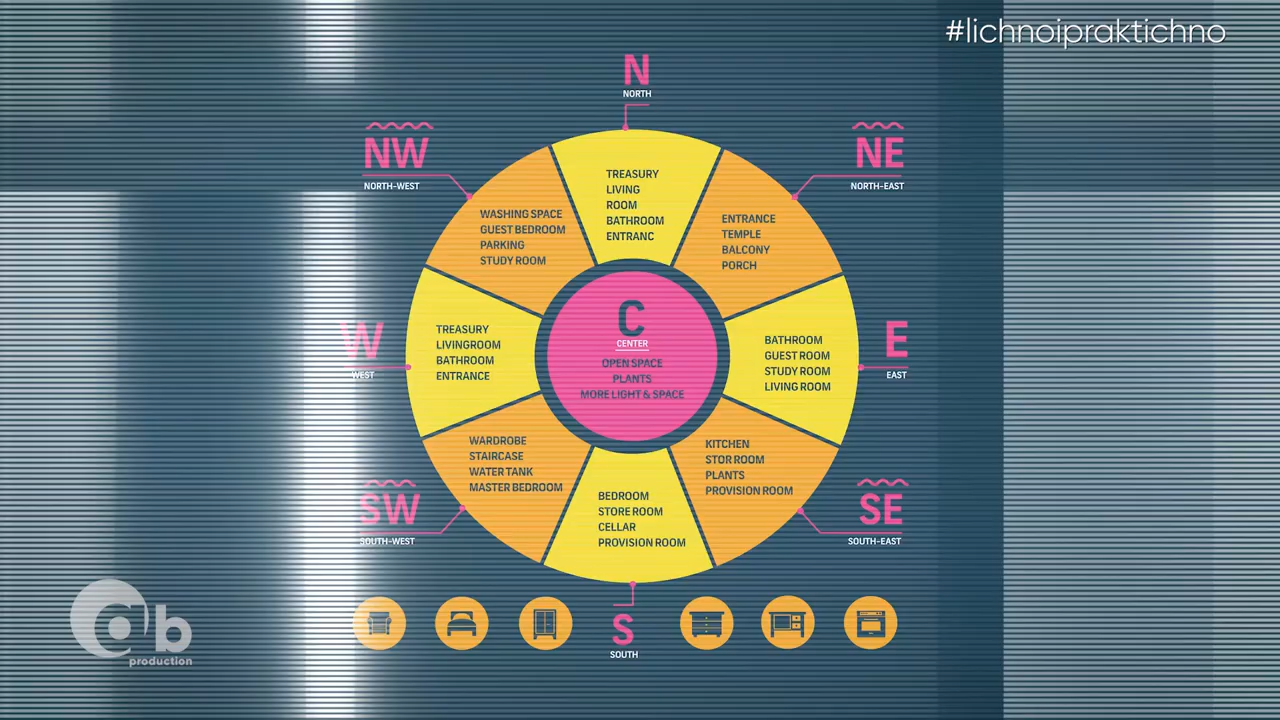 #lichnoipraktichno
N
NORTH
NW
NORTH-WEST
NE
NORTH-EAST
TREASURY
LIVING
ROOM
BATHROOM
ENTRANC
WASHING SPACE
GUEST BEDROOM
PARKING
STUDY ROOM
ENTRANCE
TEMPLE
BALCONY
PORCH
W
WEST
TREASURY
LIVINGROOM
BATHROOM
ENTRANCE
C
CENTER
OPEN SPACE
PLANTS
MORE LIGHT & SPACE
BATHROOM
GUEST ROOM
STUDY ROOM
LIVING ROOM
E
EAST
WARDROBE
STAIRCASE
WATER TANK
MASTER BEDROOM
KITCHEN
STOR ROOM
PLANTS
PROVISION ROOM
SW
SOUTH-WEST
BEDROOM
STORE ROOM
CELLAR
PROVISION ROOM
SE
SOUTH-EAST
S
SOUTH
b
production